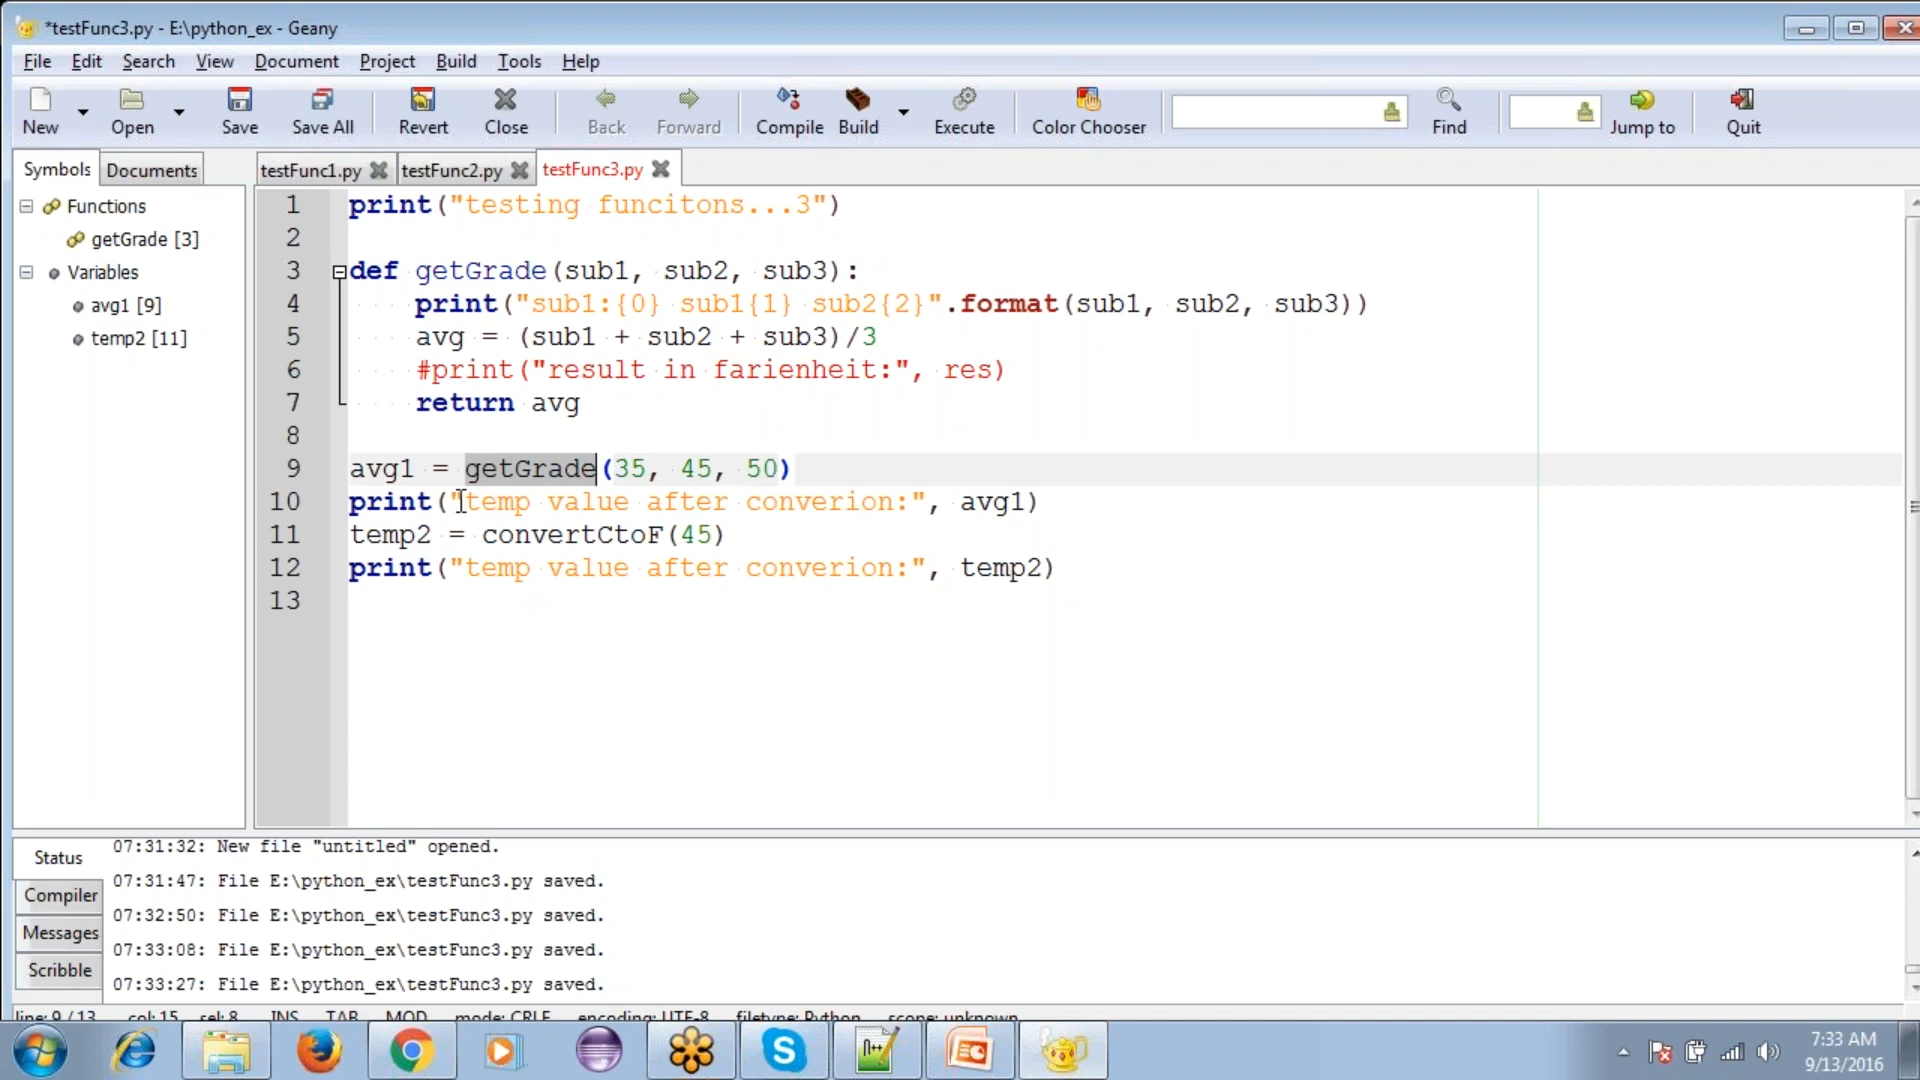 *testFunc3.py - E:\python_ex - Geany
File Edit Search View Document Project Build Tools Help
New Open Save Save All Revert Close Back Forward Compile Build Execute Color Chooser Find Jump to Quit
Symbols Documents
testFunc1.py testFunc2.py testFunc3.py
Functions
getGrade [3]
Variables
avg1 [9]
temp2 [11]
1 print("testing funcitons...3")
2
3 def getGrade(sub1, sub2, sub3):
4 print("sub1:{0} sub1{1} sub2{2}".format(sub1, sub2, sub3))
5 avg = (sub1 + sub2 + sub3)/3
6 #print("result in farienheit:", res)
7 return avg
8
9 avg1 = getGrade(35, 45, 50)
10 print("temp value after converion:", avg1)
11 temp2 = convertCtoF(45)
12 print("temp value after converion:", temp2)
13
Status
Compiler
Messages
Scribble
07:31:32: New file "untitled" opened.
07:31:47: File E:\python_ex\testFunc3.py saved.
07:32:50: File E:\python_ex\testFunc3.py saved.
07:33:08: File E:\python_ex\testFunc3.py saved.
07:33:27: File E:\python_ex\testFunc3.py saved.
line: 9 / 13 col: 15 sel: 8 INS TAB MOD mode: CRLF encoding: UTF-8 filetype: Python scope: unknown
7:33 AM
9/13/2016